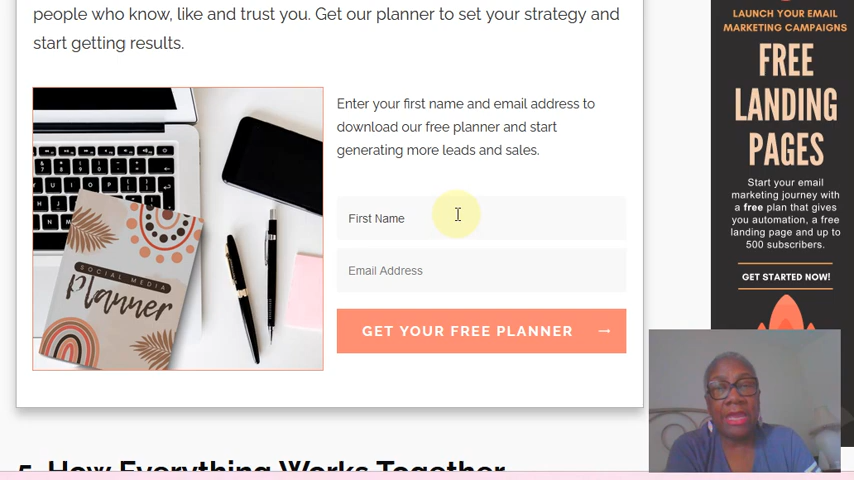 people who know, like and trust you. Get our planner to set your strategy and
start getting results.
SOCIAL MEDIA
Planner
Enter your first name and email address to
download our free planner and start
generating more leads and sales.
First Name
Email Address
GET YOUR FREE PLANNER →
5. How Everything Works Together
LAUNCH YOUR EMAIL
MARKETING CAMPAIGNS
FREE
LANDING
PAGES
Start your email
marketing journey with
a free plan that gives
you automation, a free
landing page and up to
500 subscribers.
GET STARTED NOW!